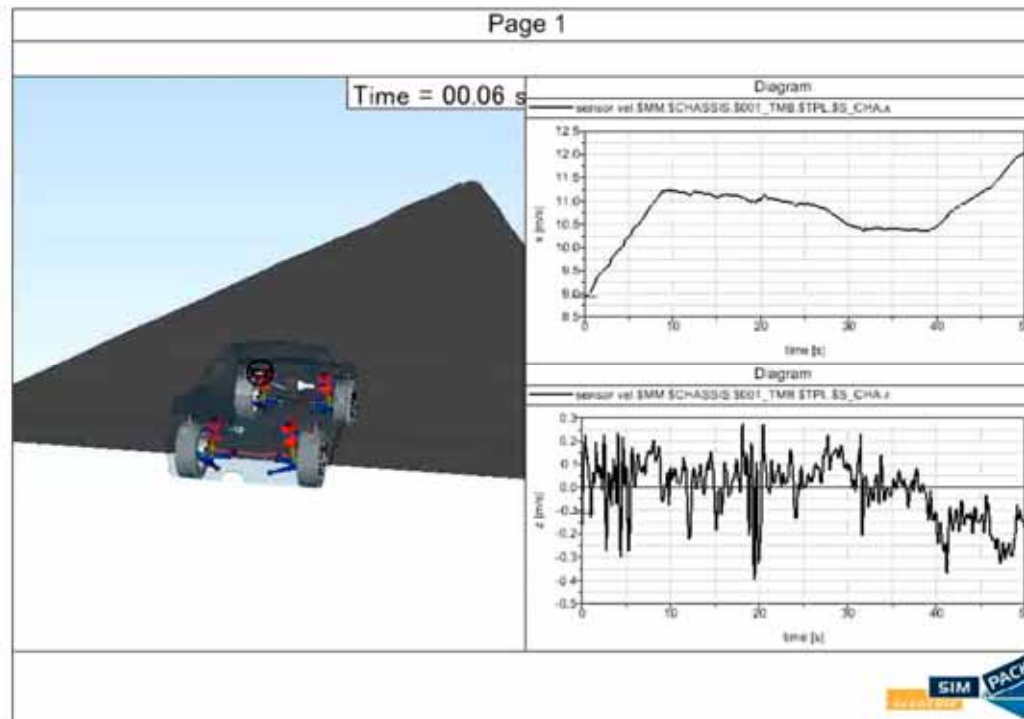 Page 1
Time = 00.06 s
Diagram
sensor vel.$MM.$CHASSIS.$001_TMB.$TPL.$S_CHA.x
12.5
12.0
11.5
11.0
10.5
10.0
9.5
9.0
8.5
x [m/s]
0 10 20 30 40
time [s]
Diagram
sensor vel.$MM.$CHASSIS.$001_TMB.$TPL.$S_CHA.z
0.3
0.2
0.1
0.0
-0.2
-0.3
-0.4
-0.5
z [m/s]
0 10 20 30 40
time [s]
SIM